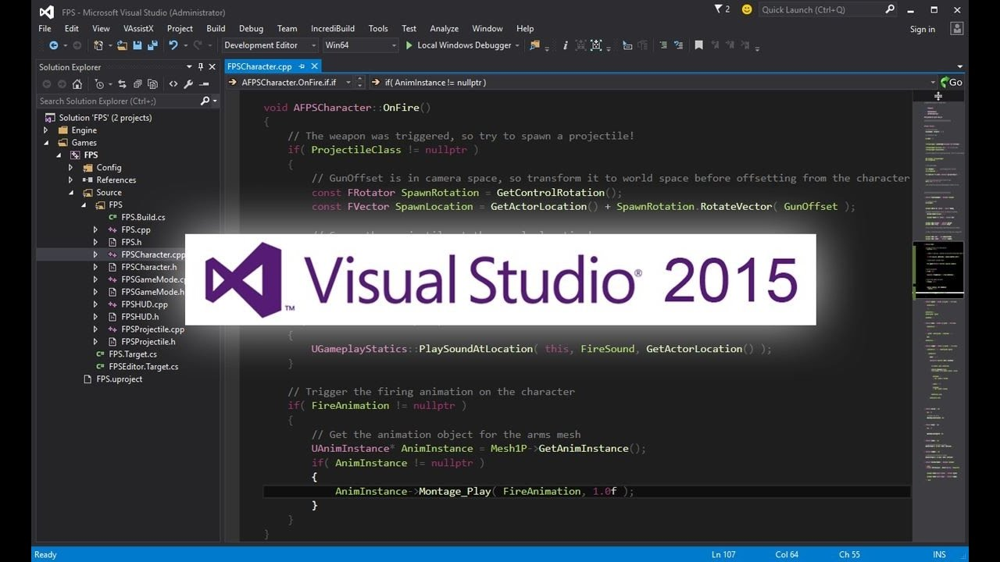 FPS - Microsoft Visual Studio (Administrator)
2
Quick Launch (Ctrl+Q)
File Edit View VAssistX Project Build Debug Team IncrediBuild Tools Test Analyze Window Help
Sign in
Development Editor Win64 Local Windows Debugger
Solution Explorer
FPSCharacter.cpp
AFPSCharacter.OnFire.if.if
if( AnimInstance != nullptr )
Go
Search Solution Explorer (Ctrl+;)
Solution 'FPS' (2 projects)
Engine
Games
FPS
Config
References
Source
FPS
FPS.Build.cs
FPS.cpp
FPS.h
FPSCharacter.cpp
FPSCharacter.h
FPSGameMode.c
FPSGameMode.h
FPSHUD.cpp
FPSHUD.h
FPSProjectile.cpp
FPSProjectile.h
FPS.Target.cs
FPSEditor.Target.cs
FPS.uproject
void AFPSCharacter::OnFire()
{
// The weapon was triggered, so try to spawn a projectile!
if( ProjectileClass != nullptr )
{
// GunOffset is in camera space, so transform it to world space before offsetting from the character
const FRotator SpawnRotation = GetControlRotation();
const FVector SpawnLocation = GetActorLocation() + SpawnRotation.RotateVector( GunOffset );
Visual Studio® 2015
™
{
UGameplayStatics::PlaySoundAtLocation( this, FireSound, GetActorLocation() );
}
// Trigger the firing animation on the character
if( FireAnimation != nullptr )
{
// Get the animation object for the arms mesh
UAnimInstance* AnimInstance = Mesh1P->GetAnimInstance();
if( AnimInstance != nullptr )
{
AnimInstance->Montage_Play( FireAnimation, 1.0f );
}
}
}
Ready
Ln 107 Col 64 Ch 55 INS